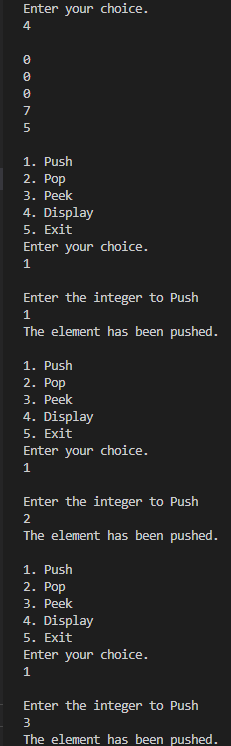 Enter your choice.
4
0
0
0
7
5
1. Push
2. Pop
3. Peek
4. Display
5. Exit
Enter your choice.
1
Enter the integer to Push
1
The element has been pushed.
1. Push
2. Pop
3. Peek
4. Display
5. Exit
Enter your choice.
1
Enter the integer to Push
2
The element has been pushed.
1. Push
2. Pop
3. Peek
4. Display
5. Exit
Enter your choice.
1
Enter the integer to Push
3
The element has been pushed.